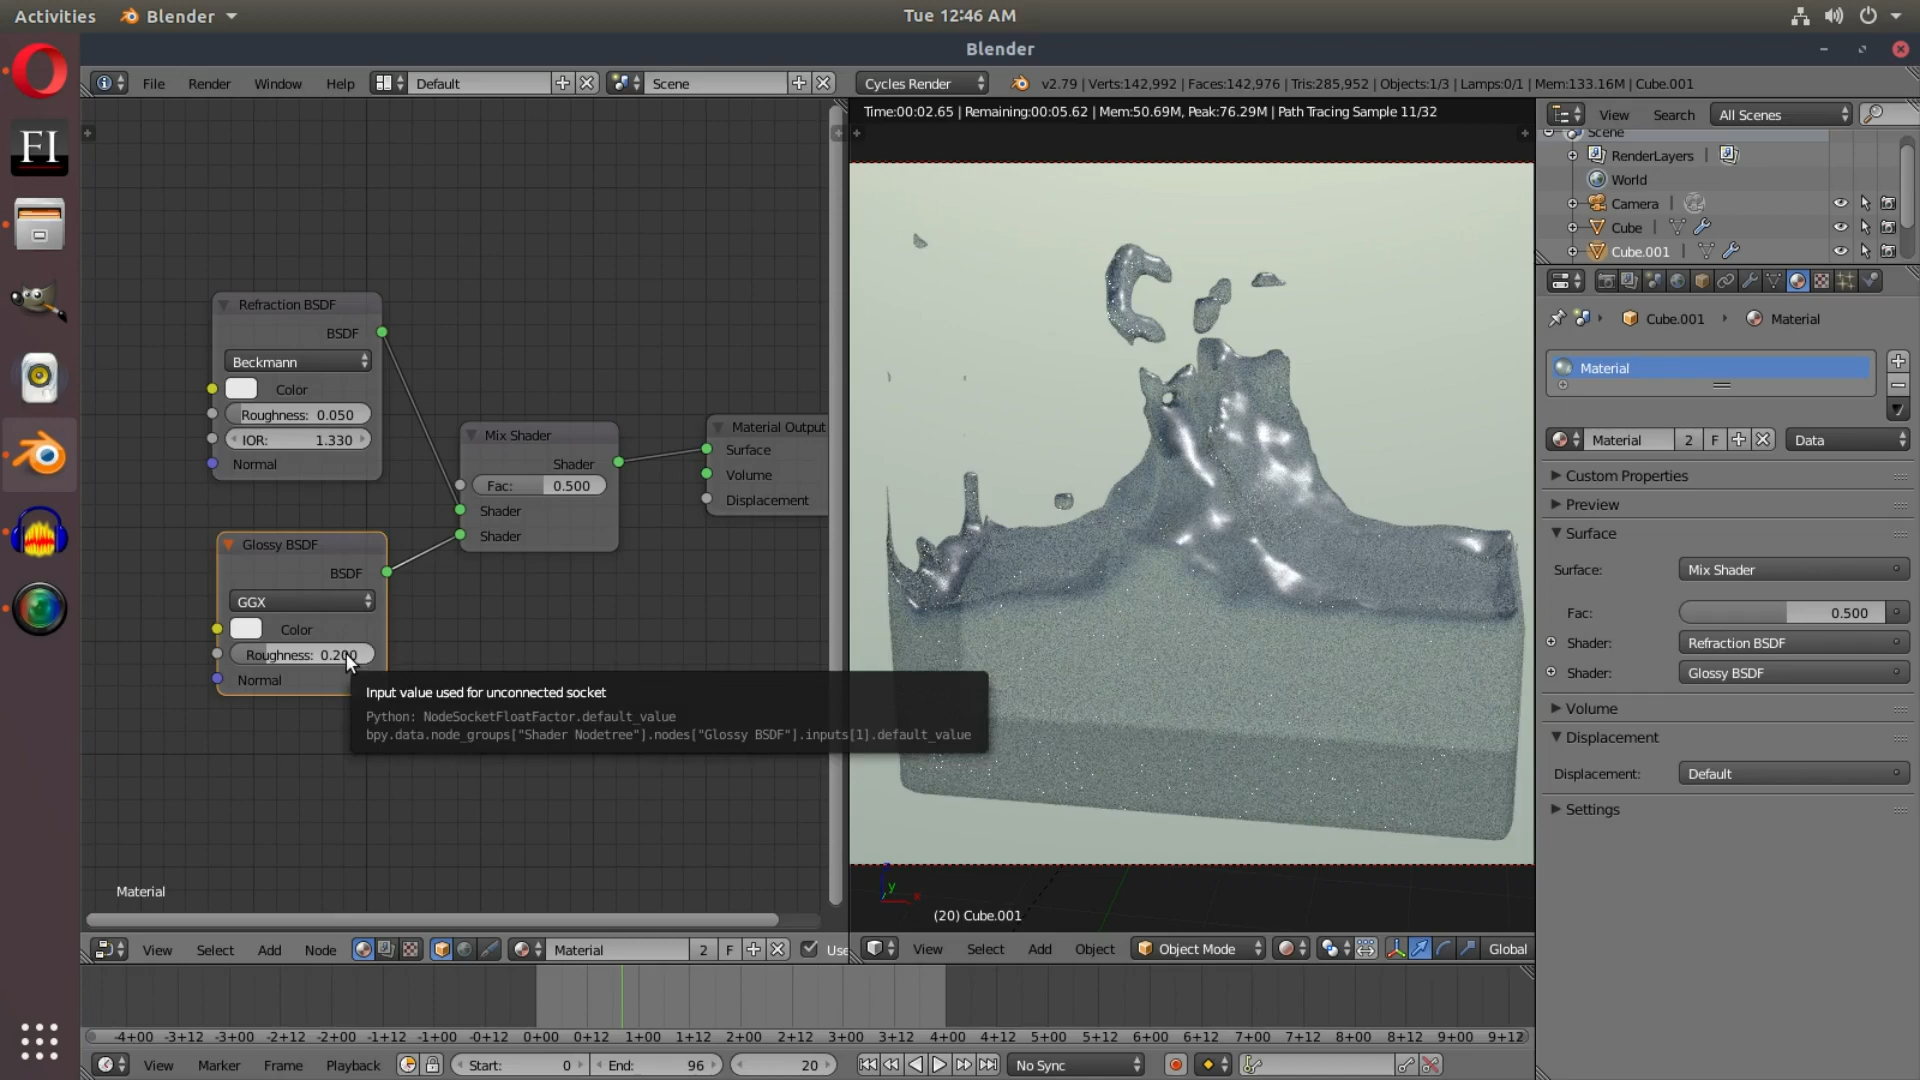 Activities Blender Tue 12:46 AM
Blender
File Render Window Help Default Scene Cycles Render v2.79 | Verts:142,992 | Faces:142,976 | Tris:285,952 | Objects:1/3 | Lamps:0/1 | Mem:133.16M | Cube.001
FI
Time:00:02.65 | Remaining:00:05.62 | Mem:50.69M, Peak:76.29M | Path Tracing Sample 11/32
View Search All Scenes
Scene
RenderLayers |
World
Camera |
Cube |
Cube.001 |
Cube.001 Material
Material
Material 2 F Data
Custom Properties
Preview
Surface
Surface: Mix Shader
Fac: 0.500
Shader: Refraction BSDF
Shader: Glossy BSDF
Volume
Displacement
Displacement: Default
Settings
Refraction BSDF
BSDF
Beckmann
Color
Roughness: 0.050
IOR: 1.330
Normal
Mix Shader
Shader
Fac: 0.500
Shader
Shader
Material Output
Surface
Volume
Displacement
Glossy BSDF
BSDF
GGX
Color
Roughness: 0.200
Normal
Input value used for unconnected socket
Python: NodeSocketFloatFactor.default_value
bpy.data.node_groups["Shader Nodetree"].nodes["Glossy BSDF"].inputs[1].default_value
Material
y
(20) Cube.001
View Select Add Node Material 2 F Use
View Select Add Object Object Mode Global
-4+00 -3+12 -3+00 -2+12 -2+00 -1+12 -1+00 -0+12 0+00 0+12 1+00 1+12 2+00 2+12 3+00 3+12 4+00 4+12 5+00 5+12 6+00 6+12 7+00 7+12 8+00 8+12 9+00 9+12
View Marker Frame Playback Start: 0 End: 96 20 No Sync